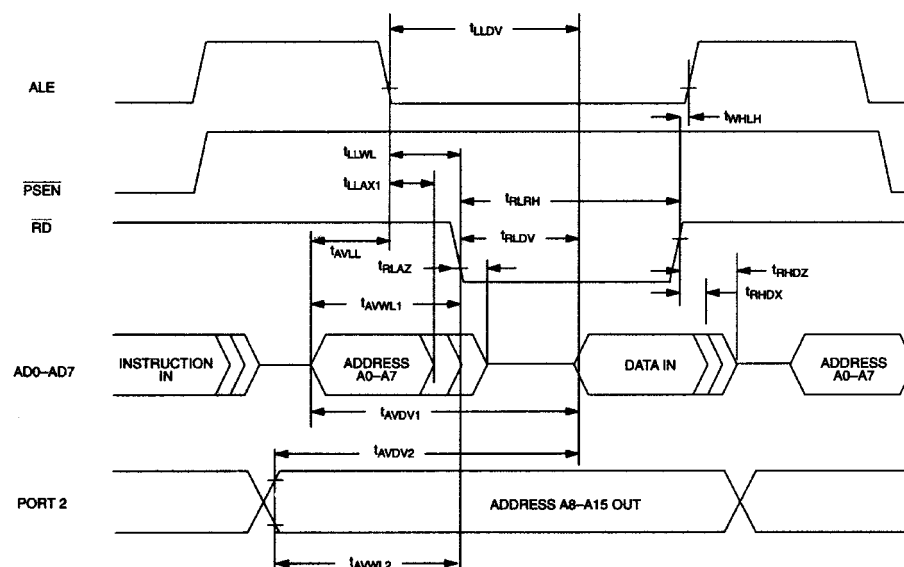 tLLDV
ALE
tWHLH
tLLWL
PSEN
tLLAX1
tRLRH
RD
tAVLL
tRLDV
tRLAZ
tRHDZ
tAVWL1
tRHDX
AD0–AD7
INSTRUCTION
IN
ADDRESS
A0–A7
DATA IN
ADDRESS
A0–A7
tAVDV1
tAVDV2
PORT 2
ADDRESS A8–A15 OUT
tAVWL2